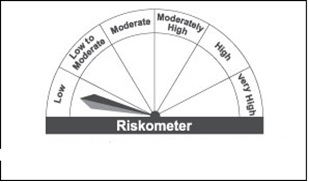 Low
Low to
Moderate
Moderate
Moderately
High
High
very High
Riskometer